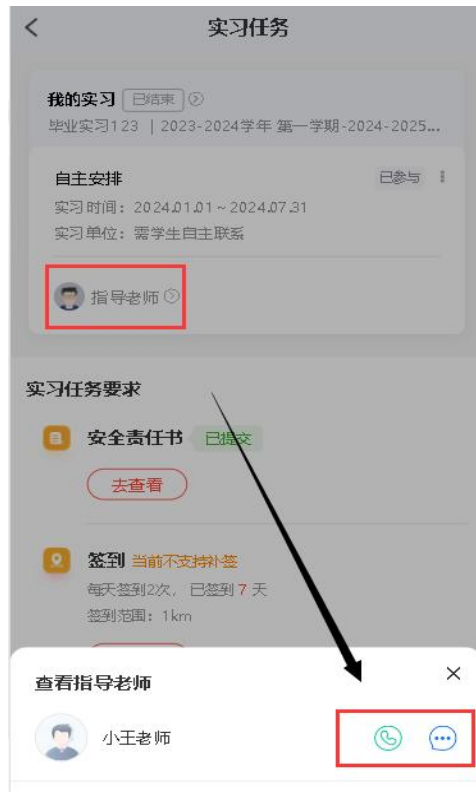 实习任务
我的实习 已结束
毕业实习123 | 2023-2024学年 第一学期-2024-2025...
自主安排 已参与
实习时间：2024.01.01～2024.07.31
实习单位：需学生自主联系
指导老师
实习任务要求
安全责任书 已提交
去查看
签到 当前不支持补签
每天签到2次，已签到 7 天
签到范围：1km
查看指导老师
小王老师